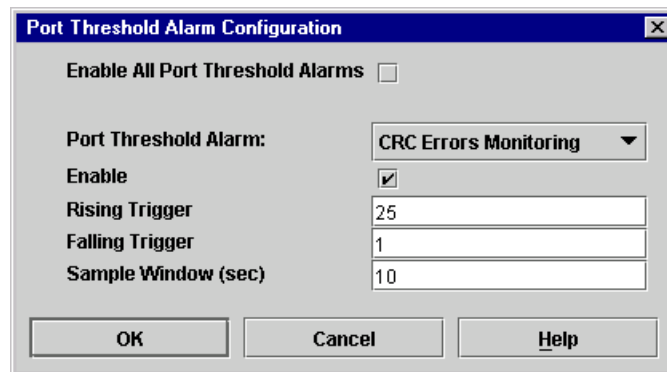 Port Threshold Alarm Configuration
Enable All Port Threshold Alarms
Port Threshold Alarm: CRC Errors Monitoring
Enable
Rising Trigger 25
Falling Trigger 1
Sample Window (sec) 10
OK Cancel Help